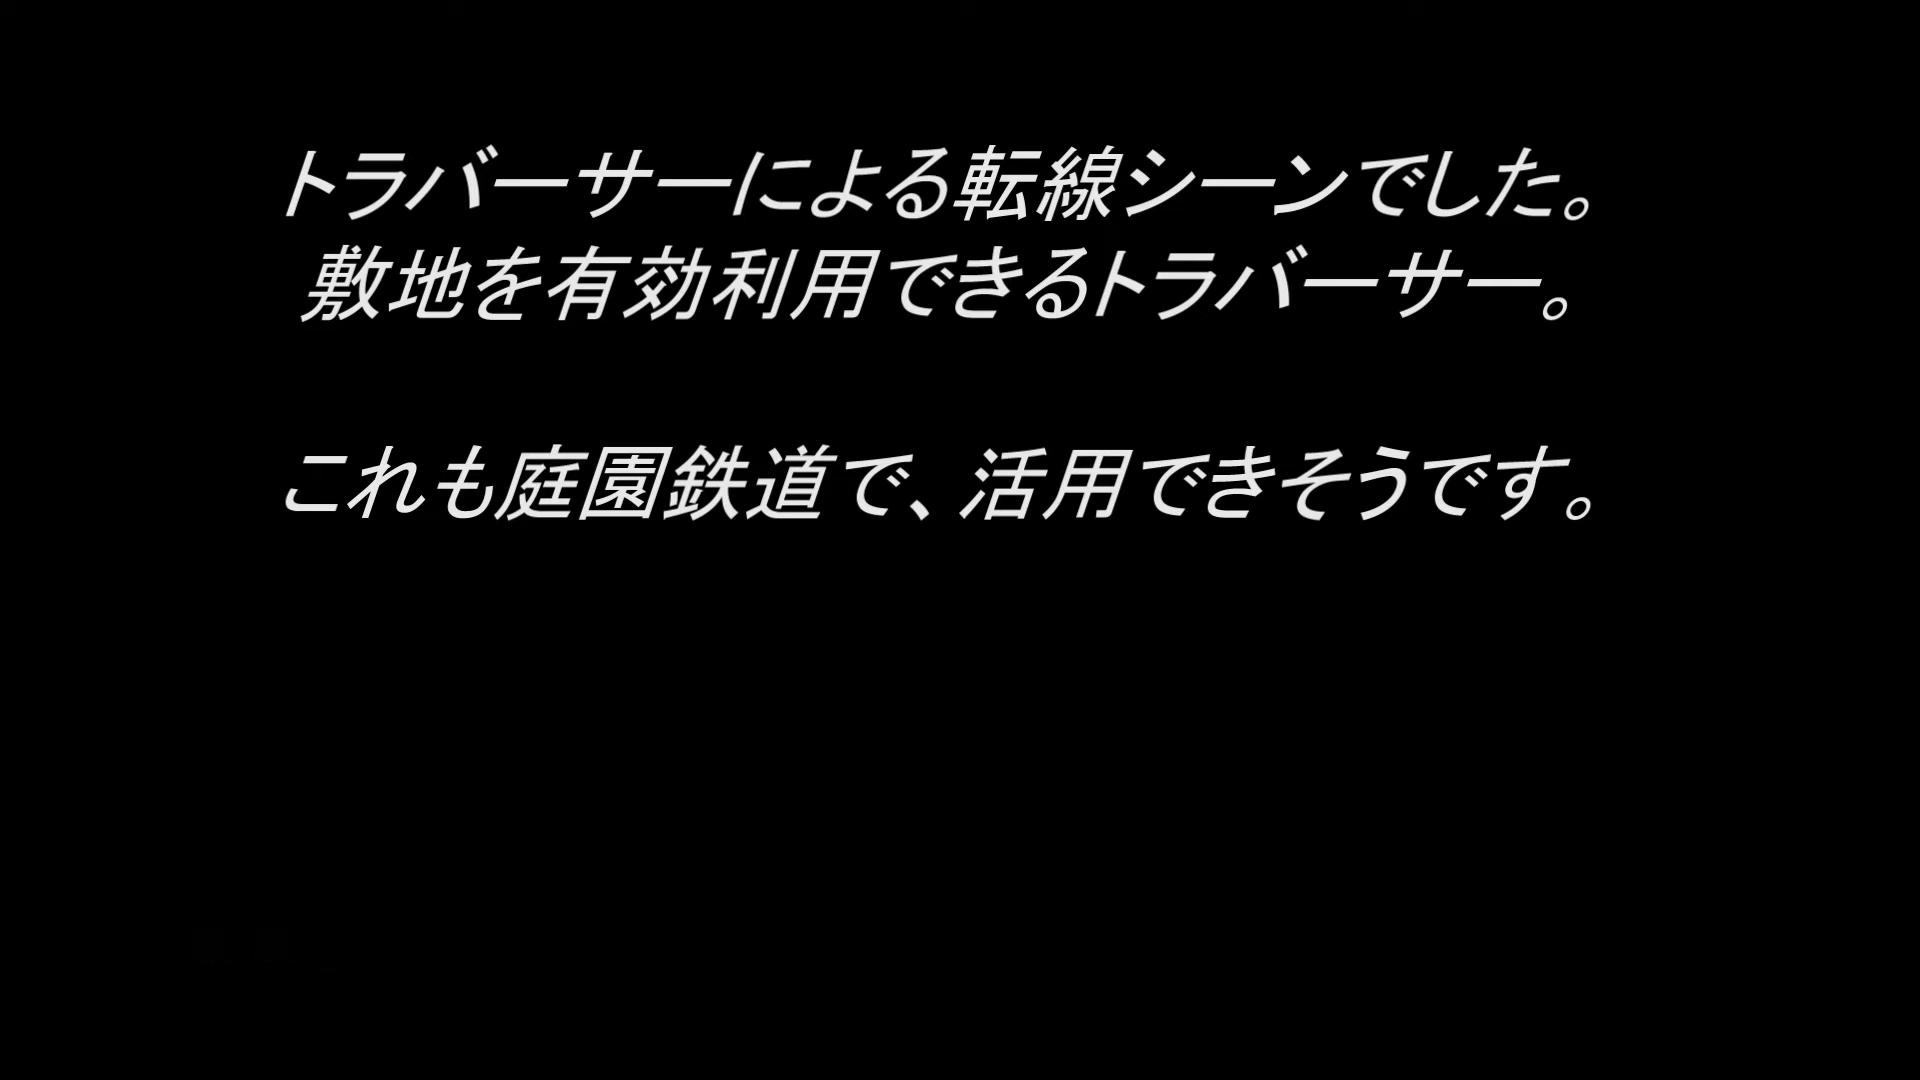 トラバーサーによる転線シーンでした。
敷地を有効利用できるトラバーサー。
これも庭園鉄道で、活用できそうです。